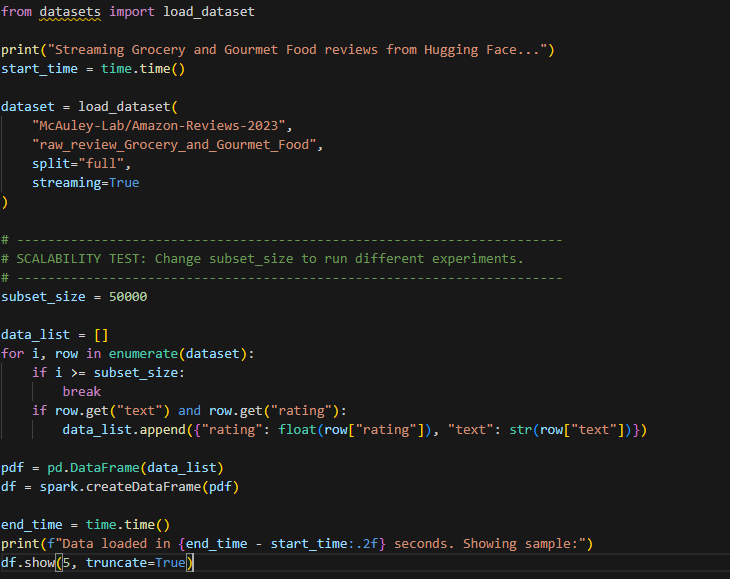 from datasets import load_dataset
print("Streaming Grocery and Gourmet Food reviews from Hugging Face...")
start_time = time.time()
dataset = load_dataset(
    "McAuley-Lab/Amazon-Reviews-2023",
    "raw_review_Grocery_and_Gourmet_Food",
    split="full",
    streaming=True
)
# ---------------------------------------------------------------------
# SCALABILITY TEST: Change subset_size to run different experiments.
# ---------------------------------------------------------------------
subset_size = 50000
data_list = []
for i, row in enumerate(dataset):
    if i >= subset_size:
        break
    if row.get("text") and row.get("rating"):
        data_list.append({"rating": float(row["rating"]), "text": str(row["text"])})
pdf = pd.DataFrame(data_list)
df = spark.createDataFrame(pdf)
end_time = time.time()
print(f"Data loaded in {end_time - start_time:.2f} seconds. Showing sample:")
df.show(5, truncate=True)